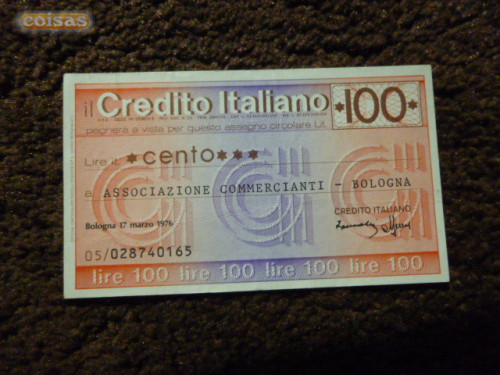 coisas
Credito Italiano *100*
pagherà a vista per questo assegno circolare Lit.
Lire it. *cento***
a ASSOCIAZIONE COMMERCIANTI - BOLOGNA
Bologna 17 marzo 1976
CREDITO ITALIANO
05/028740165
lire 100 lire 100 lire 100 lire 100